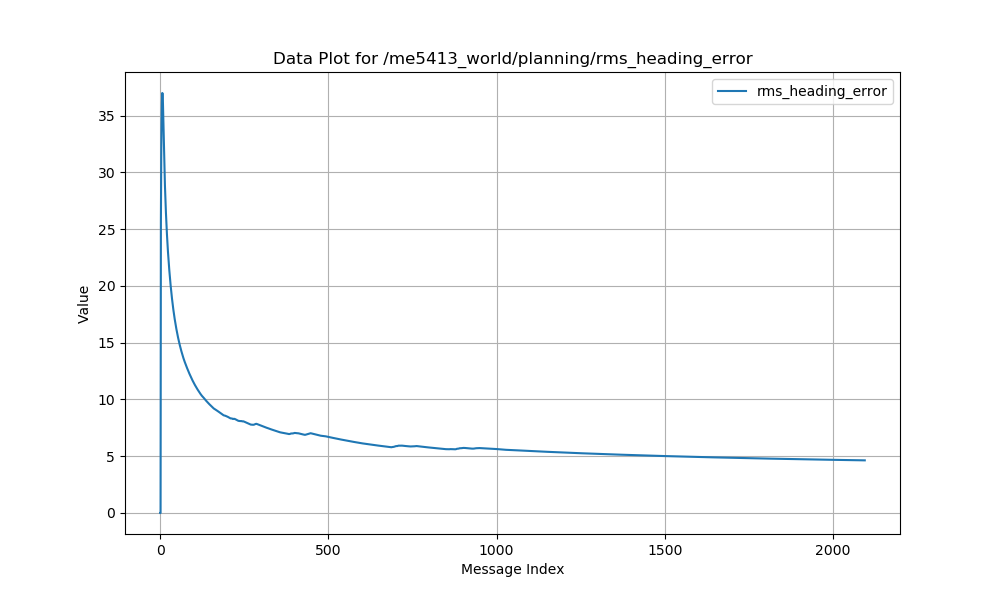 Data Plot for /me5413_world/planning/rms_heading_error
rms_heading_error
35
30
25
20
15
10
5
0
Value
0 500 1000 1500 2000
Message Index